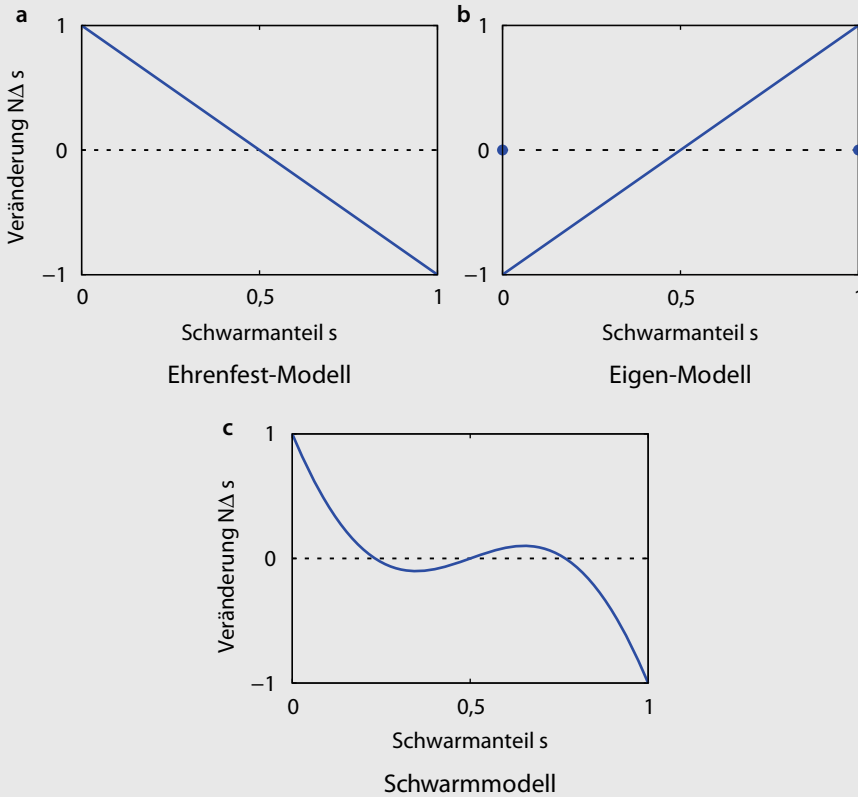 a
1
0
−1
0
0,5
1
Veränderung NΔ s
Schwarmanteil s
Ehrenfest-Modell
b
1
0
−1
0
0,5
1
Schwarmanteil s
Eigen-Modell
c
1
0
−1
0
0,5
1
Veränderung NΔ s
Schwarmanteil s
Schwarmmodell